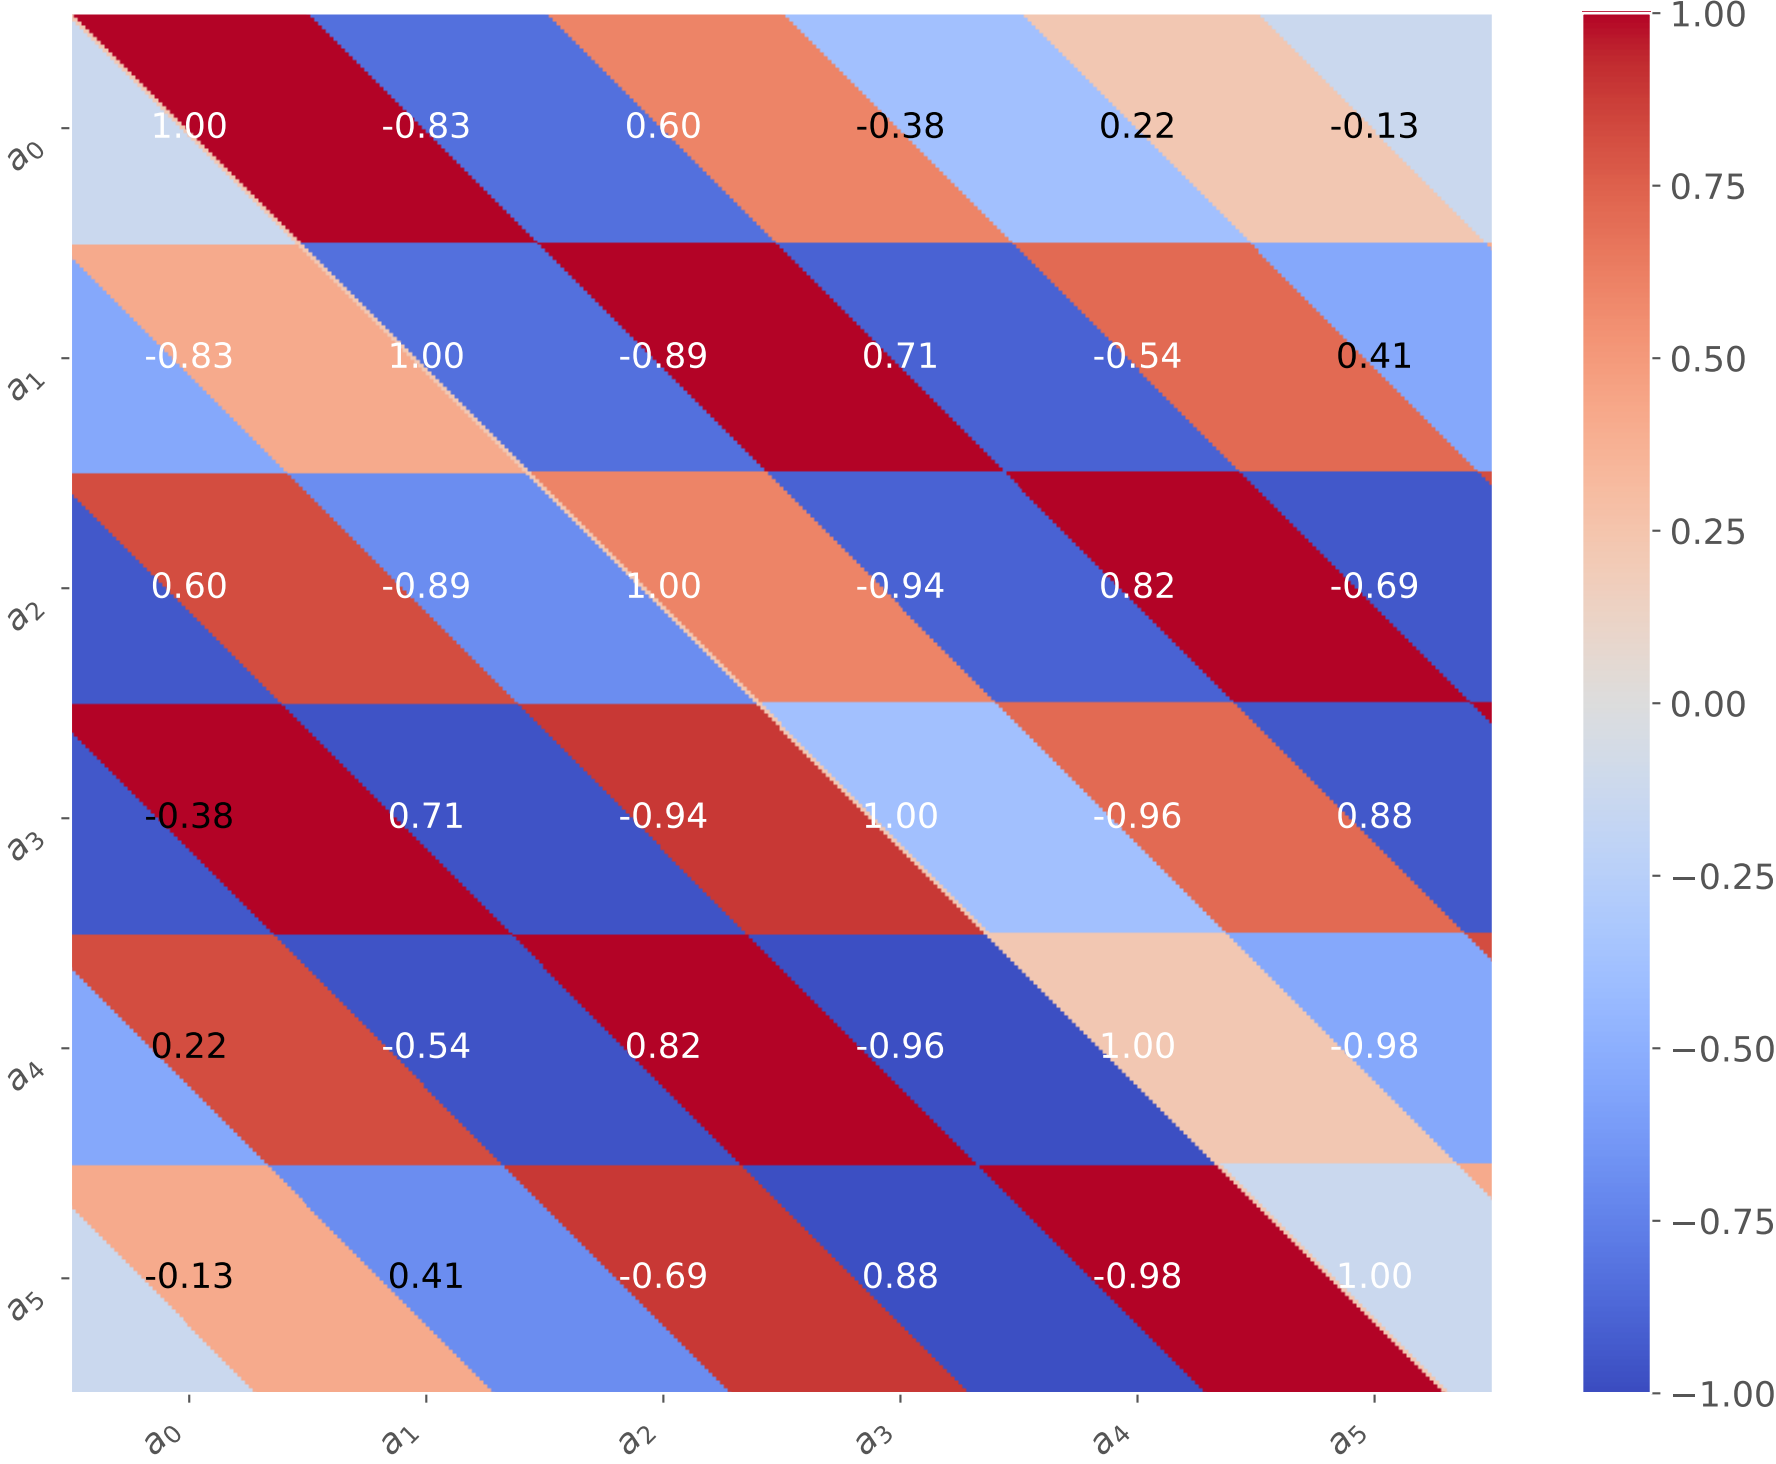 1.00
a0 1.00 -0.83 0.60 -0.38 0.22 -0.13
0.75
a1 -0.83 1.00 -0.89 0.71 -0.54 0.41
0.50
0.25
a2 0.60 -0.89 1.00 -0.94 0.82 -0.69
0.00
a3 -0.38 0.71 -0.94 1.00 -0.96 0.88
−0.25
a4 0.22 -0.54 0.82 -0.96 1.00 -0.98
−0.50
−0.75
a5 -0.13 0.41 -0.69 0.88 -0.98 1.00
−1.00
a0 a1 a2 a3 a4 a5